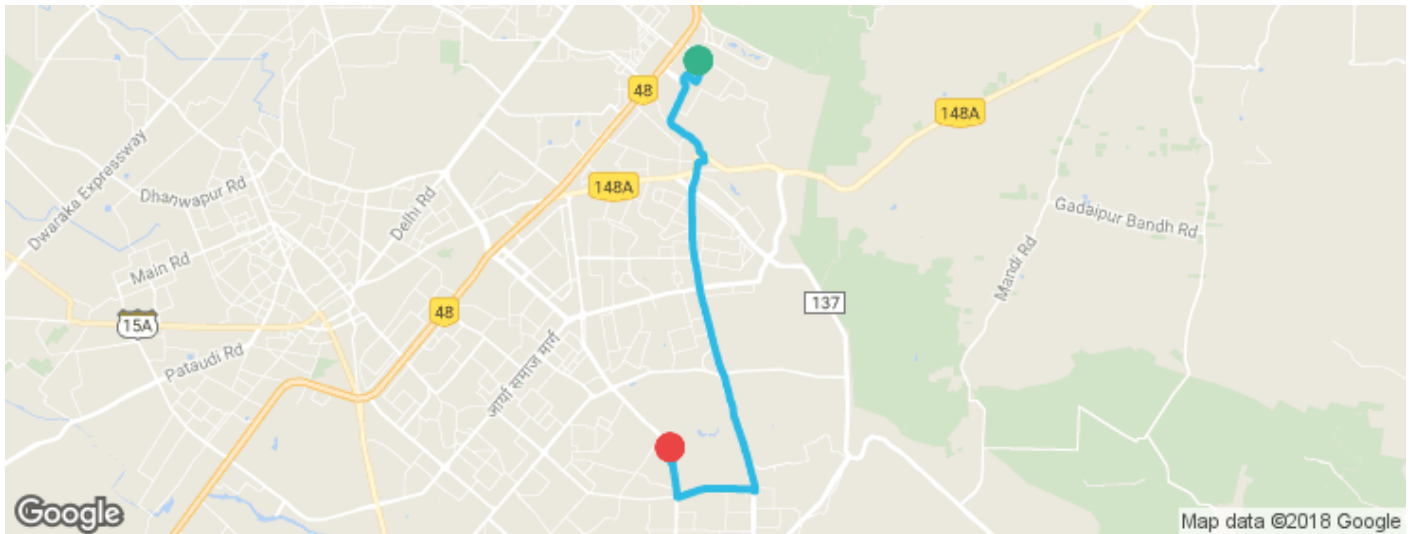 48
148A
Dwaraka Expressway
Dhanwapur Rd
Delhi Rd
148A
Gadaipur Bandh Rd
Main Rd
Mandi Rd
15A
48
137
Pataudi Rd
आर्या समाज मार्ग
Google
Map data ©2018 Google